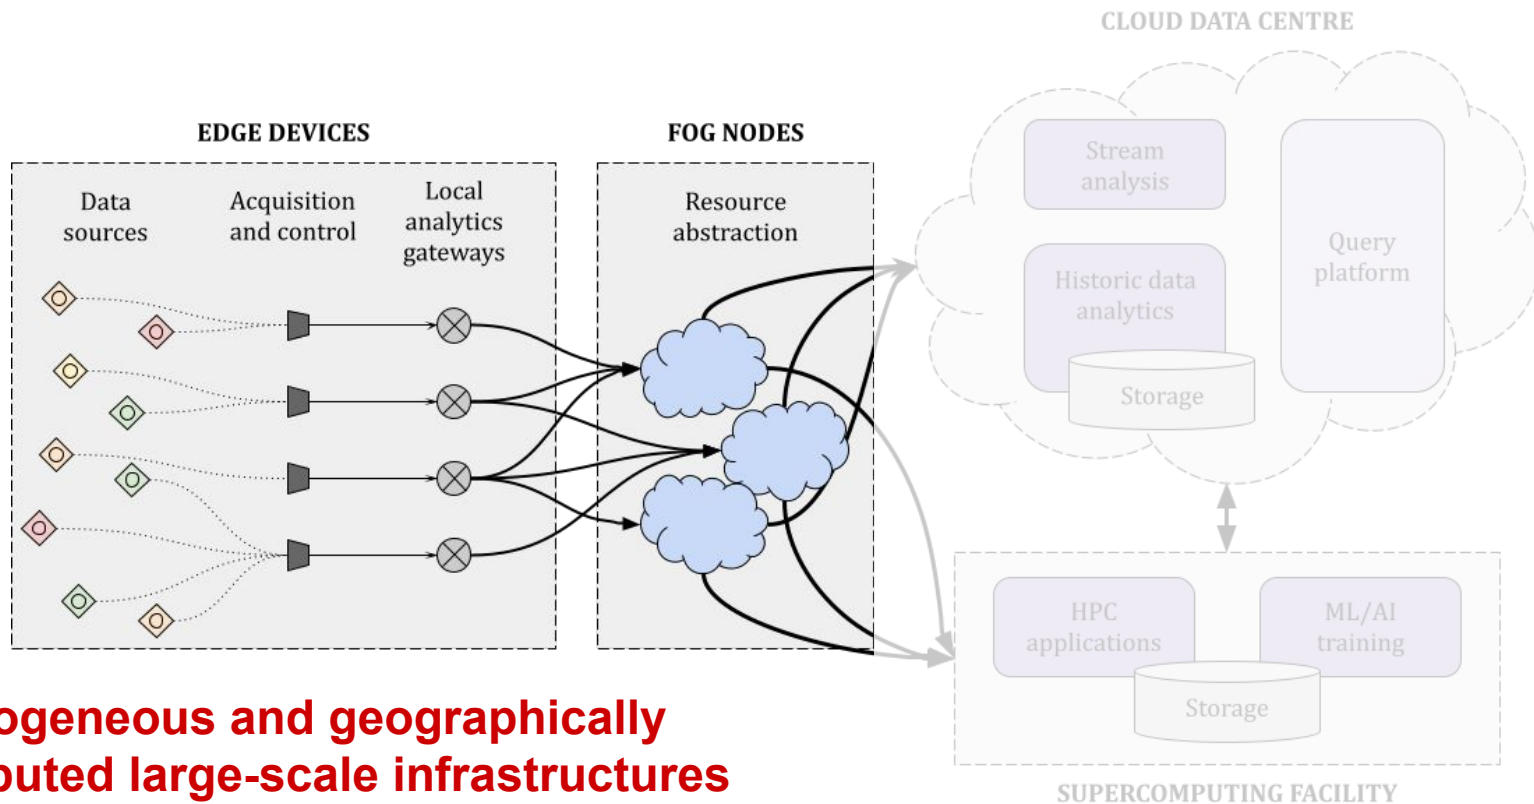 CLOUD DATA CENTRE
EDGE DEVICES
FOG NODES
Data
sources
Acquisition
and control
Local
analytics
gateways
Resource
abstraction
Stream
analysis
Historic data
analytics
Storage
Query
platform
HPC
applications
ML/AI
training
Storage
SUPERCOMPUTING FACILITY
ogeneous and geographically
buted large-scale infrastructures